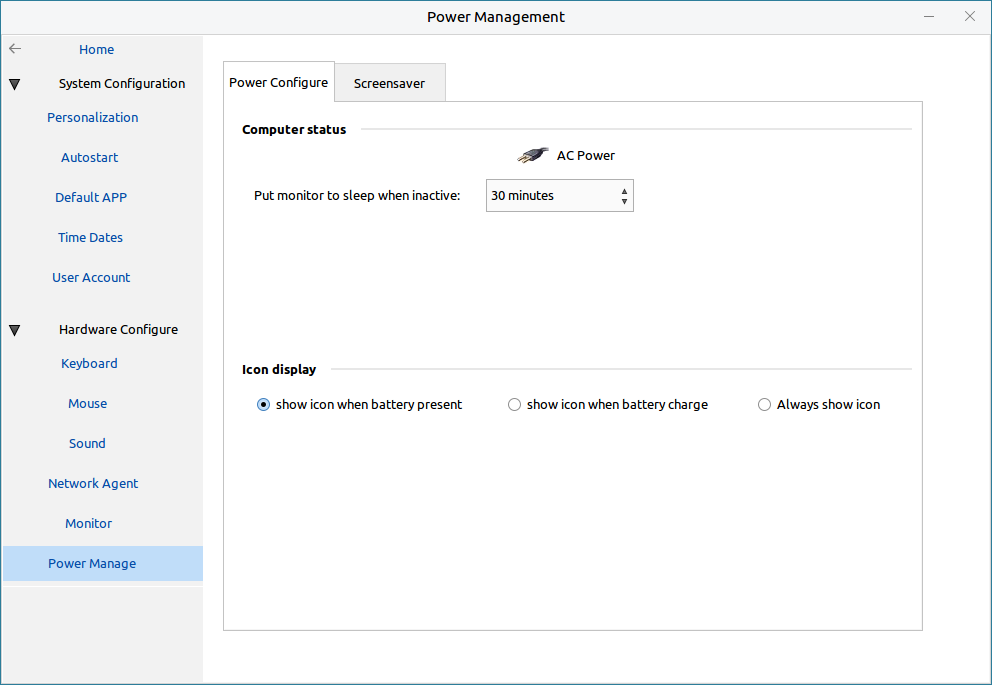 Power Management
Home
System Configuration
Personalization
Autostart
Default APP
Time Dates
User Account
Hardware Configure
Keyboard
Mouse
Sound
Network Agent
Monitor
Power Manage
Power Configure
Screensaver
Computer status
AC Power
Put monitor to sleep when inactive:
30 minutes
Icon display
show icon when battery present
show icon when battery charge
Always show icon